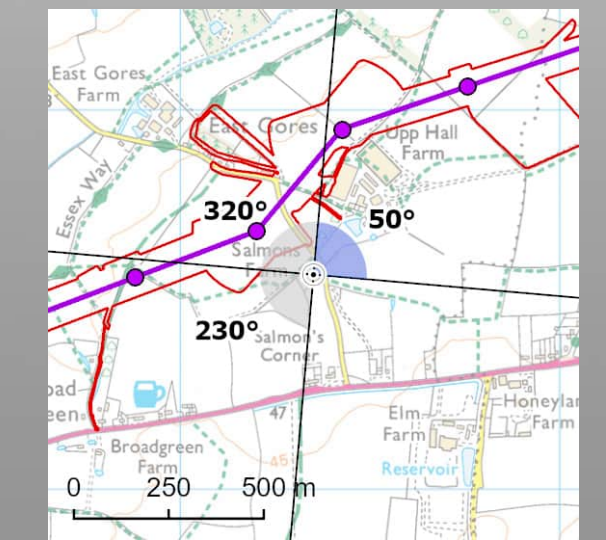 East Gores
Farm
East Gores
Upp Hall
Farm
Essex Way
320°
50°
Salmons
Farm
230°
Salmon's
Corner
47
Elm
Farm
Honeylan
Farm
Broadgreen
Farm
45
Reservoir
0 250 500 m